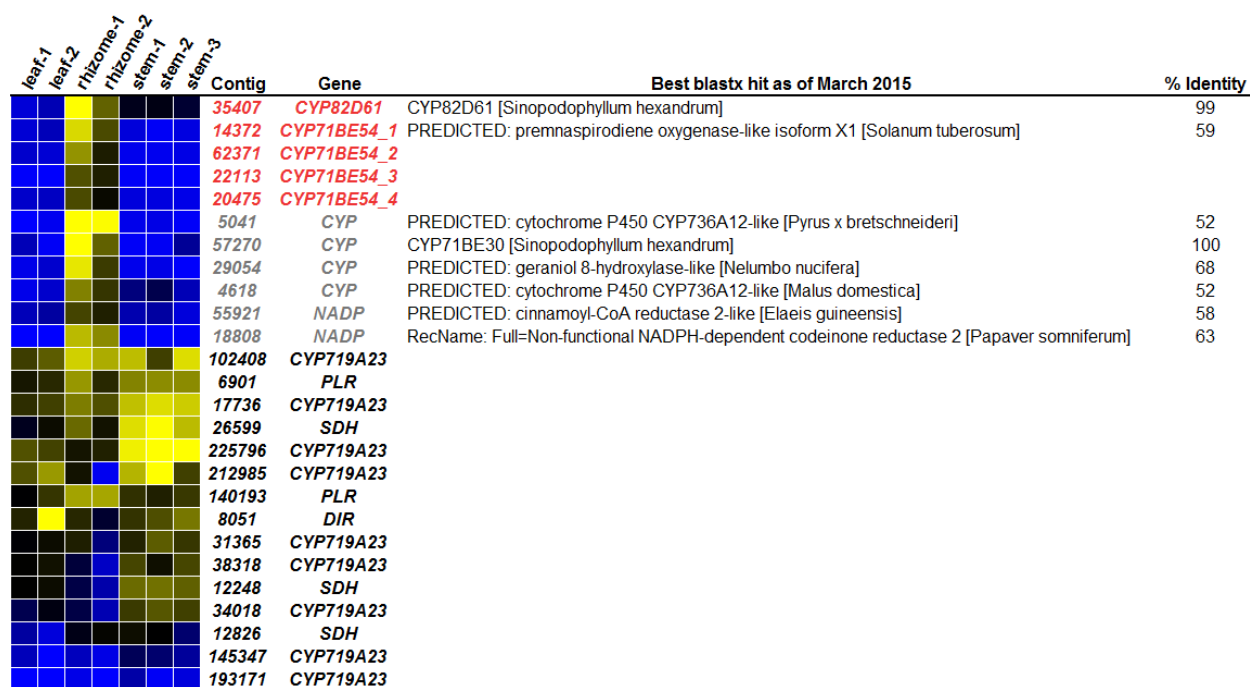 leaf-1 leaf-2 rhizome-1 rhizome-2 stem-1 stem-2 stem-3 Contig Gene Best blastx hit as of March 2015 % Identity
35407 CYP82D61 CYP82D61 [Sinopodophyllum hexandrum] 99
14372 CYP71BE54_1 PREDICTED: premnaspirodiene oxygenase-like isoform X1 [Solanum tuberosum] 59
62371 CYP71BE54_2
22113 CYP71BE54_3
20475 CYP71BE54_4
5041 CYP PREDICTED: cytochrome P450 CYP736A12-like [Pyrus x bretschneideri] 52
57270 CYP CYP71BE30 [Sinopodophyllum hexandrum] 100
29054 CYP PREDICTED: geraniol 8-hydroxylase-like [Nelumbo nucifera] 68
4618 CYP PREDICTED: cytochrome P450 CYP736A12-like [Malus domestica] 52
55921 NADP PREDICTED: cinnamoyl-CoA reductase 2-like [Elaeis guineensis] 58
18808 NADP RecName: Full=Non-functional NADPH-dependent codeinone reductase 2 [Papaver somniferum] 63
102408 CYP719A23
6901 PLR
17736 CYP719A23
26599 SDH
225796 CYP719A23
212985 CYP719A23
140193 PLR
8051 DIR
31365 CYP719A23
38318 CYP719A23
12248 SDH
34018 CYP719A23
12826 SDH
145347 CYP719A23
193171 CYP719A23